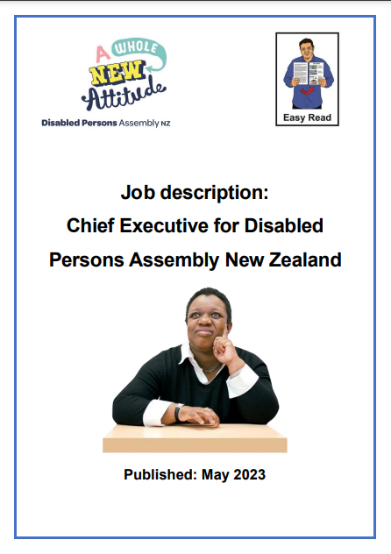 A WHOLE
NEW
Attitude
Disabled Persons Assembly NZ
Easy Read
Job description:
Chief Executive for Disabled
Persons Assembly New Zealand
Published: May 2023